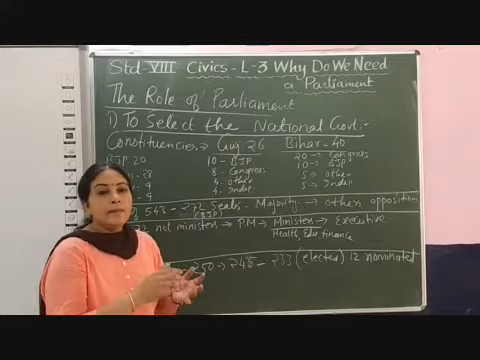 Std-VIII Civics-L-3 Why Do We Need
a Parliament
The Role of Parliament
1) To Select the National Govt:-
Constituencies → Guj 26 Bihar-40
BJP 20 10 - BJP 20 → Congress
8 - Congress 10 → BJP
9 4 - Other 5 → Other
9 4 - Indep. 5 → Indep
543 - 272 Seats - Majority → other opposition
(BJP)
not ministers → P.M → Ministers → Executive
Health, Edu, Finance
250 → 245 - 233 (elected) 12 nominated